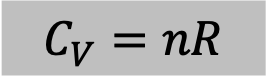 C_V = nR